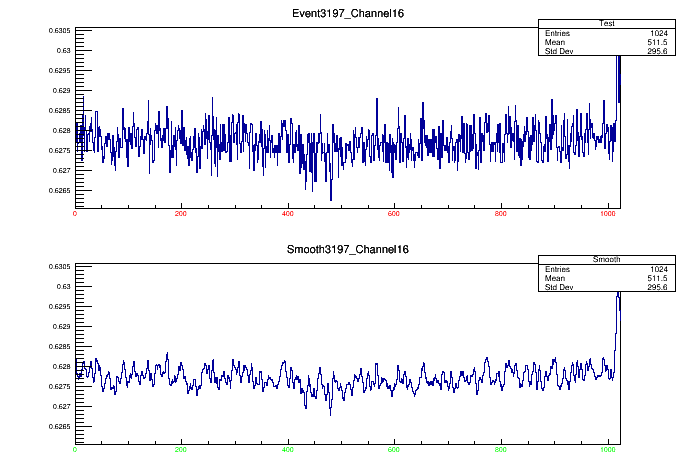 Event3197_Channel16
Test
Entries 1024
Mean 511.5
Std Dev 295.6
0.6305
0.63
0.6295
0.629
0.6285
0.628
0.6275
0.627
0.6265
0 200 400 600 800 1000
Smooth3197_Channel16
Smooth
Entries 1024
Mean 511.5
Std Dev 295.6
0.6305
0.63
0.6295
0.629
0.6285
0.628
0.6275
0.627
0.6265
0 200 400 600 800 1000